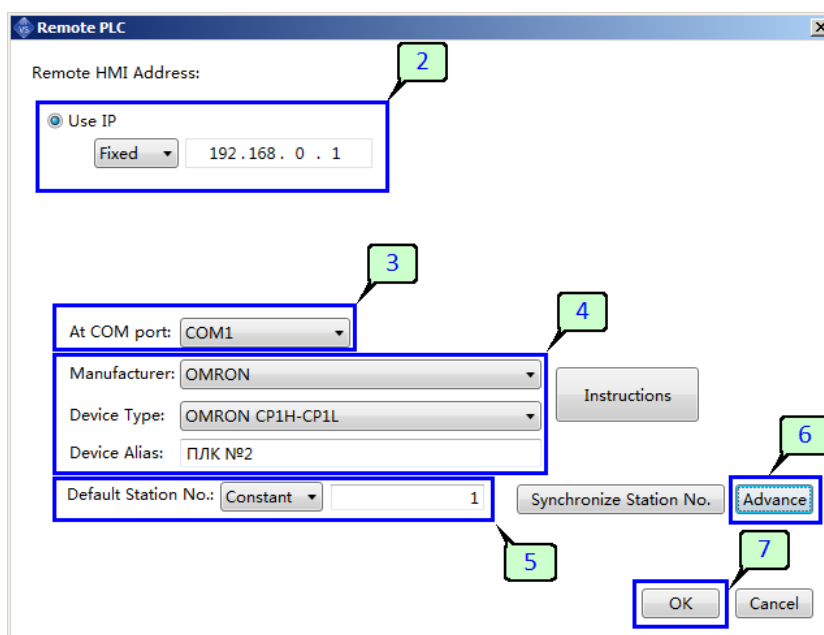 Remote PLC
2
Remote HMI Address:
Use IP
Fixed 192.168. 0 . 1
3
At COM port: COM1
4
Manufacturer: OMRON
Instructions
Device Type: OMRON CP1H-CP1L
Device Alias: ПЛК №2
6
Default Station No.: Constant 1 Synchronize Station No. Advance
5
7
OK Cancel